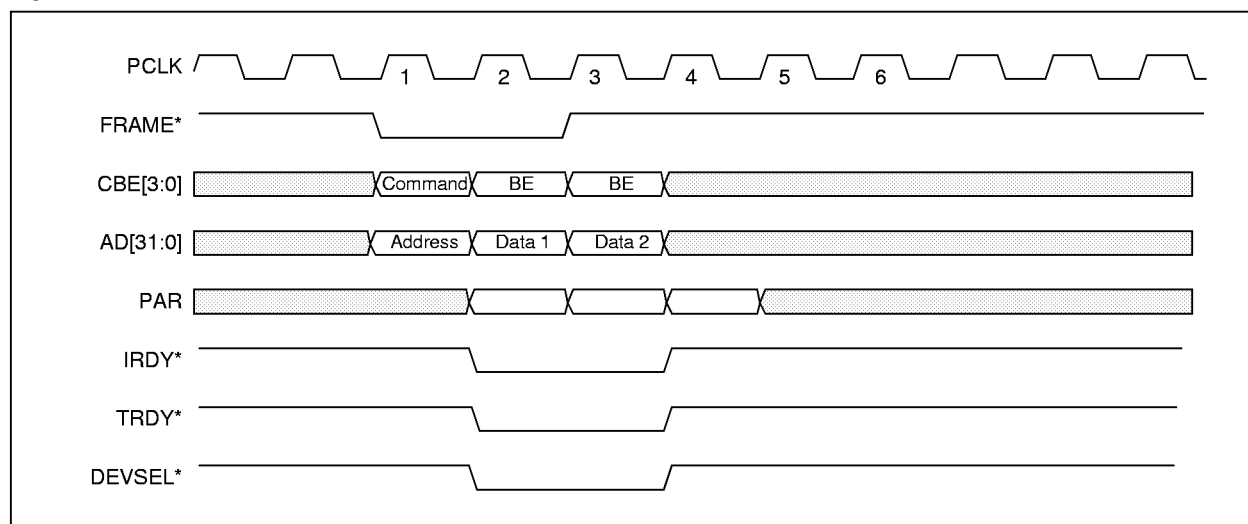 PCLK 1 2 3 4 5 6
FRAME*
CBE[3:0] Command BE BE
AD[31:0] Address Data 1 Data 2
PAR
IRDY*
TRDY*
DEVSEL*